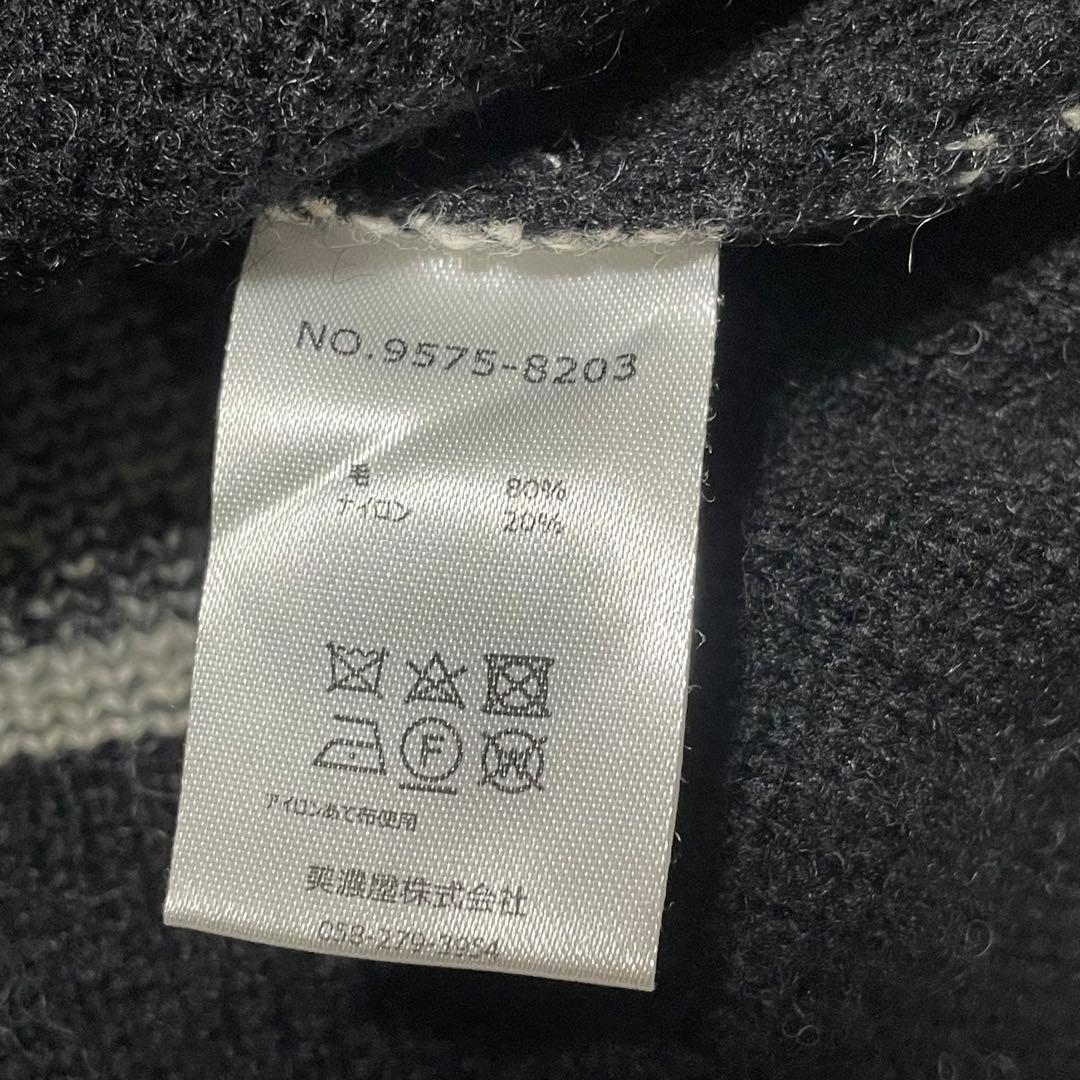 NO.9575-8203
毛 80%
ナイロン 20%
F
W
アイロンあて布使用
美濃屋株式会社
058-279-3954